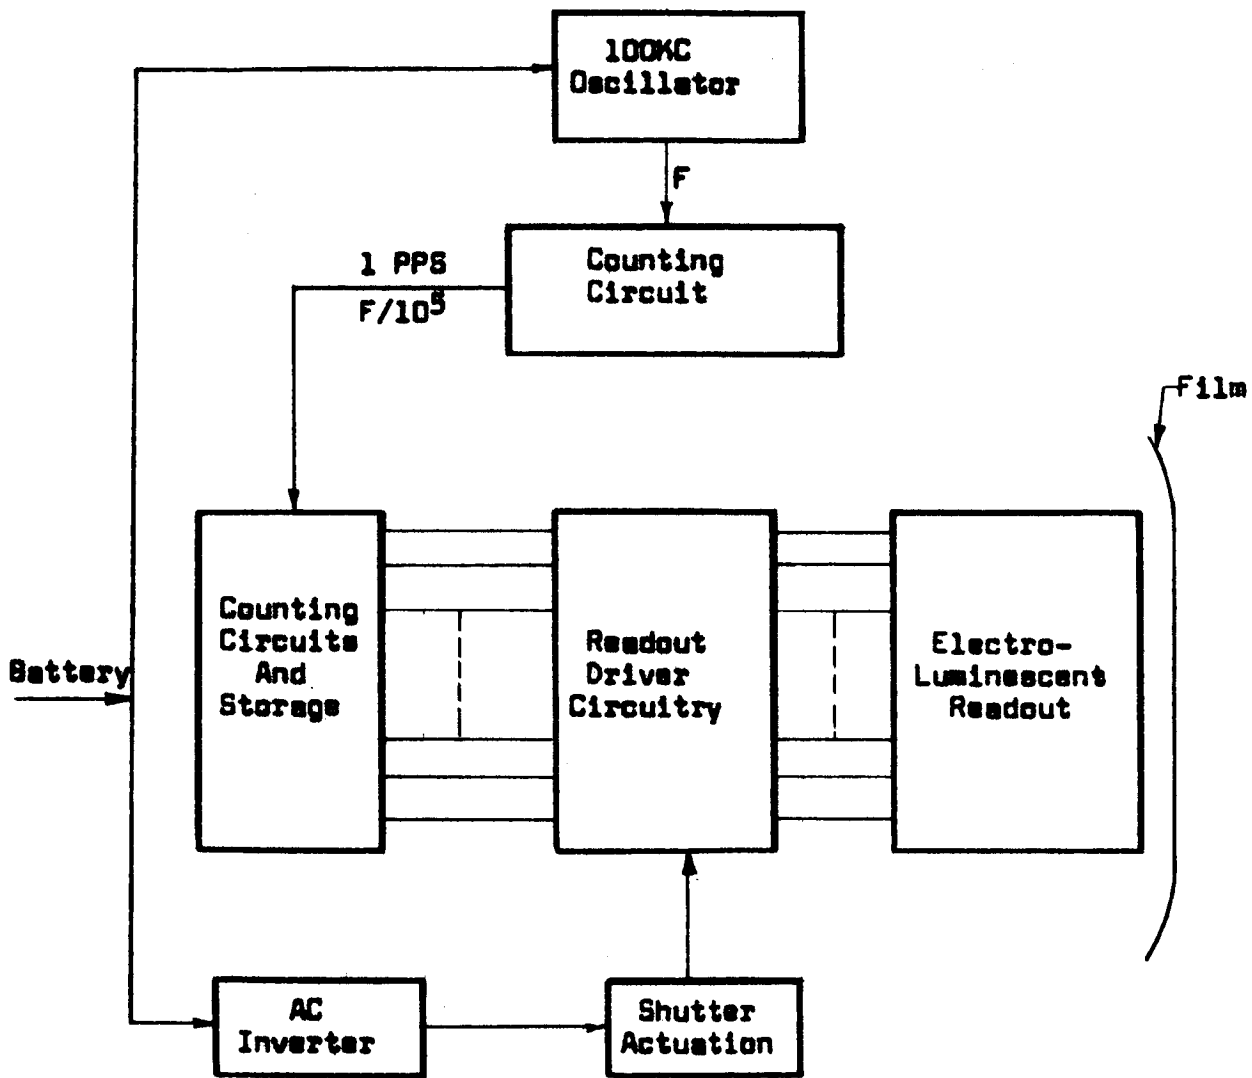 100KC
Oscillator
F
Counting
Circuit
1 PPS
F/10⁵
Film
Counting
Circuits
And
Storage
Readout
Driver
Circuitry
Electro-
Luminescent
Readout
Battery
AC
Inverter
Shutter
Actuation